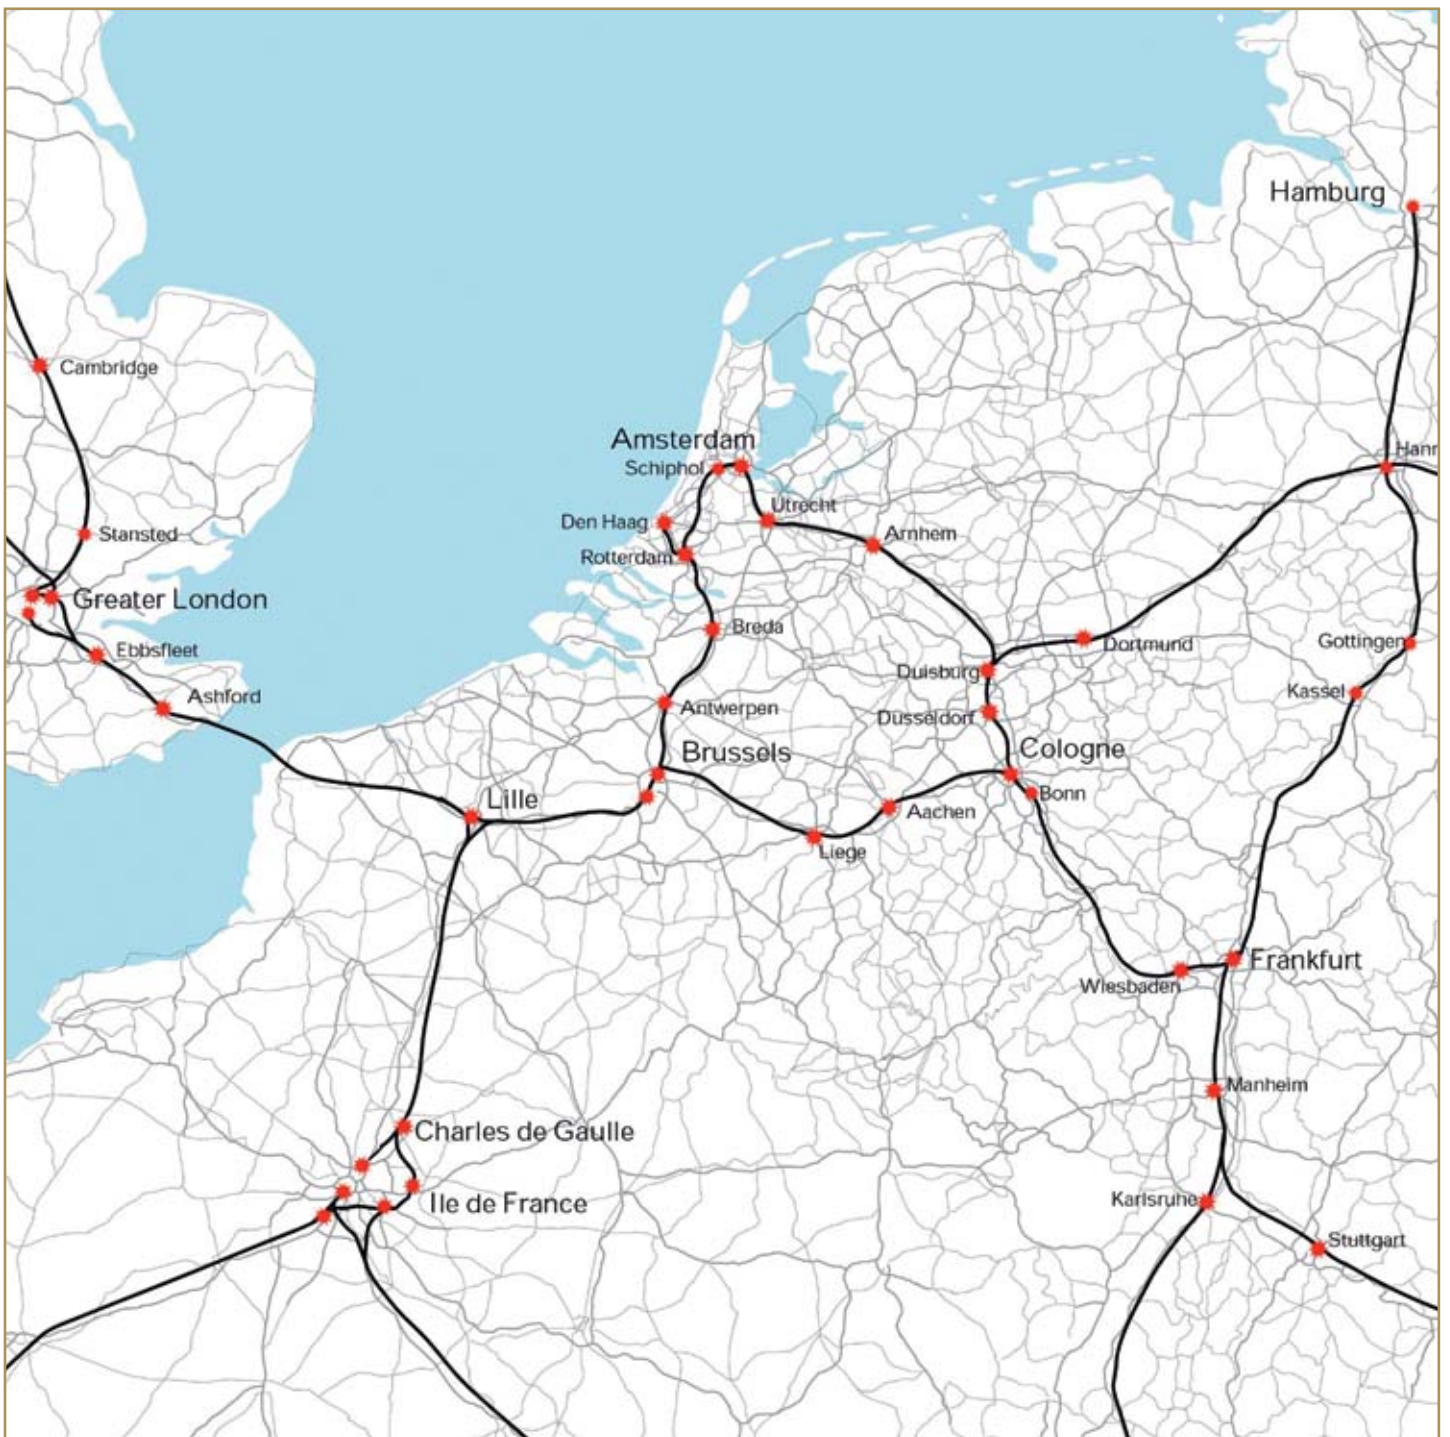 Hamburg
Cambridge
Amsterdam
Schiphol
Hann
Utrecht
Den Haag
Arnhem
Stansted
Rotterdam
Greater London
Breda
Dortmund
Gottingen
Ebbsfleet
Duisburg
Kassel
Ashford
Antwerpen
Dusseldorf
Brussels
Cologne
Lille
Bonn
Aachen
Liege
Frankfurt
Wiesbaden
Manheim
Charles de Gaulle
Karlsruhe
Ile de France
Stuttgart